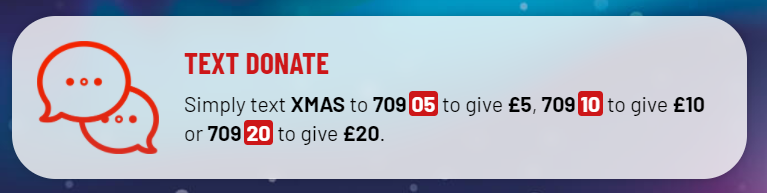 TEXT DONATE
Simply text XMAS to 70905 to give £5, 70910 to give £10
or 70920 to give £20.